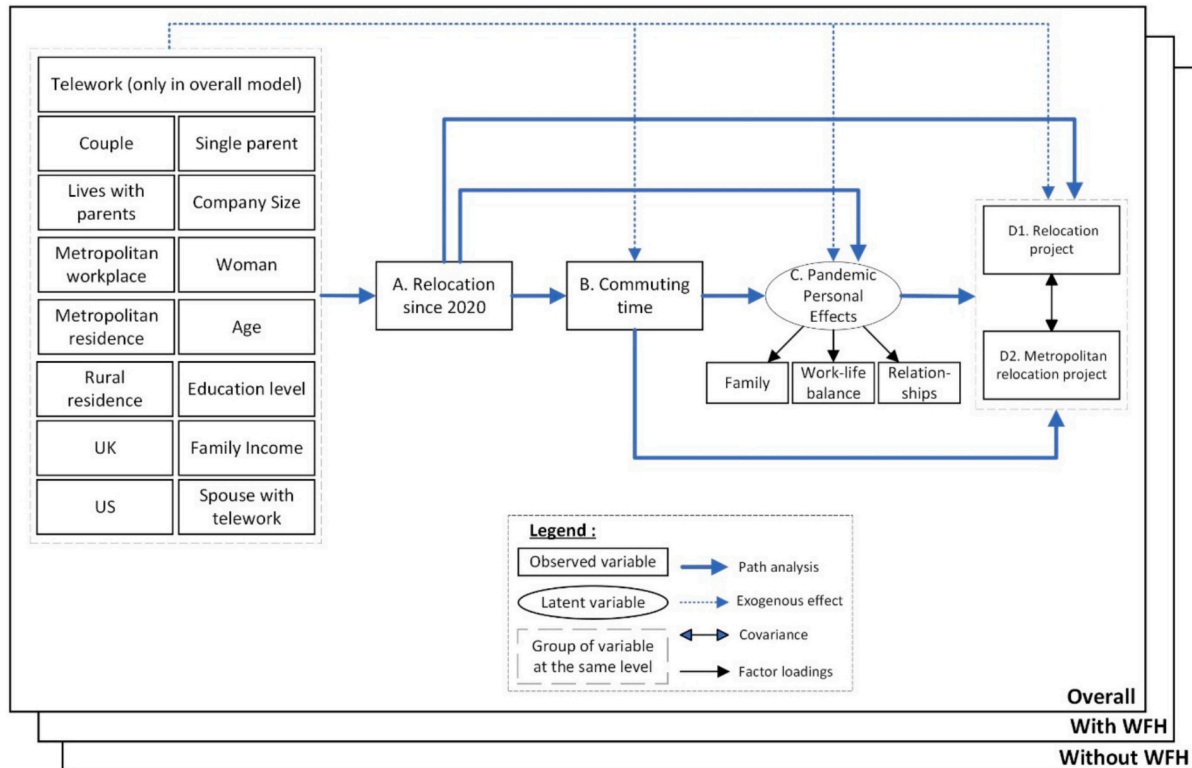 Telework (only in overall model)
Couple
Single parent
Lives with
parents
Company Size
Metropolitan
workplace
Woman
Metropolitan
residence
Age
Rural
residence
Education level
UK
Family Income
US
Spouse with
telework
A. Relocation
since 2020
B. Commuting
time
C. Pandemic
Personal
Effects
Family
Work-life
balance
Relation-
ships
D1. Relocation
project
D2. Metropolitan
relocation project
Legend :
Observed variable
Path analysis
Latent variable
Exogenous effect
Group of variable
at the same level
Covariance
Factor loadings
Overall
With WFH
Without WFH